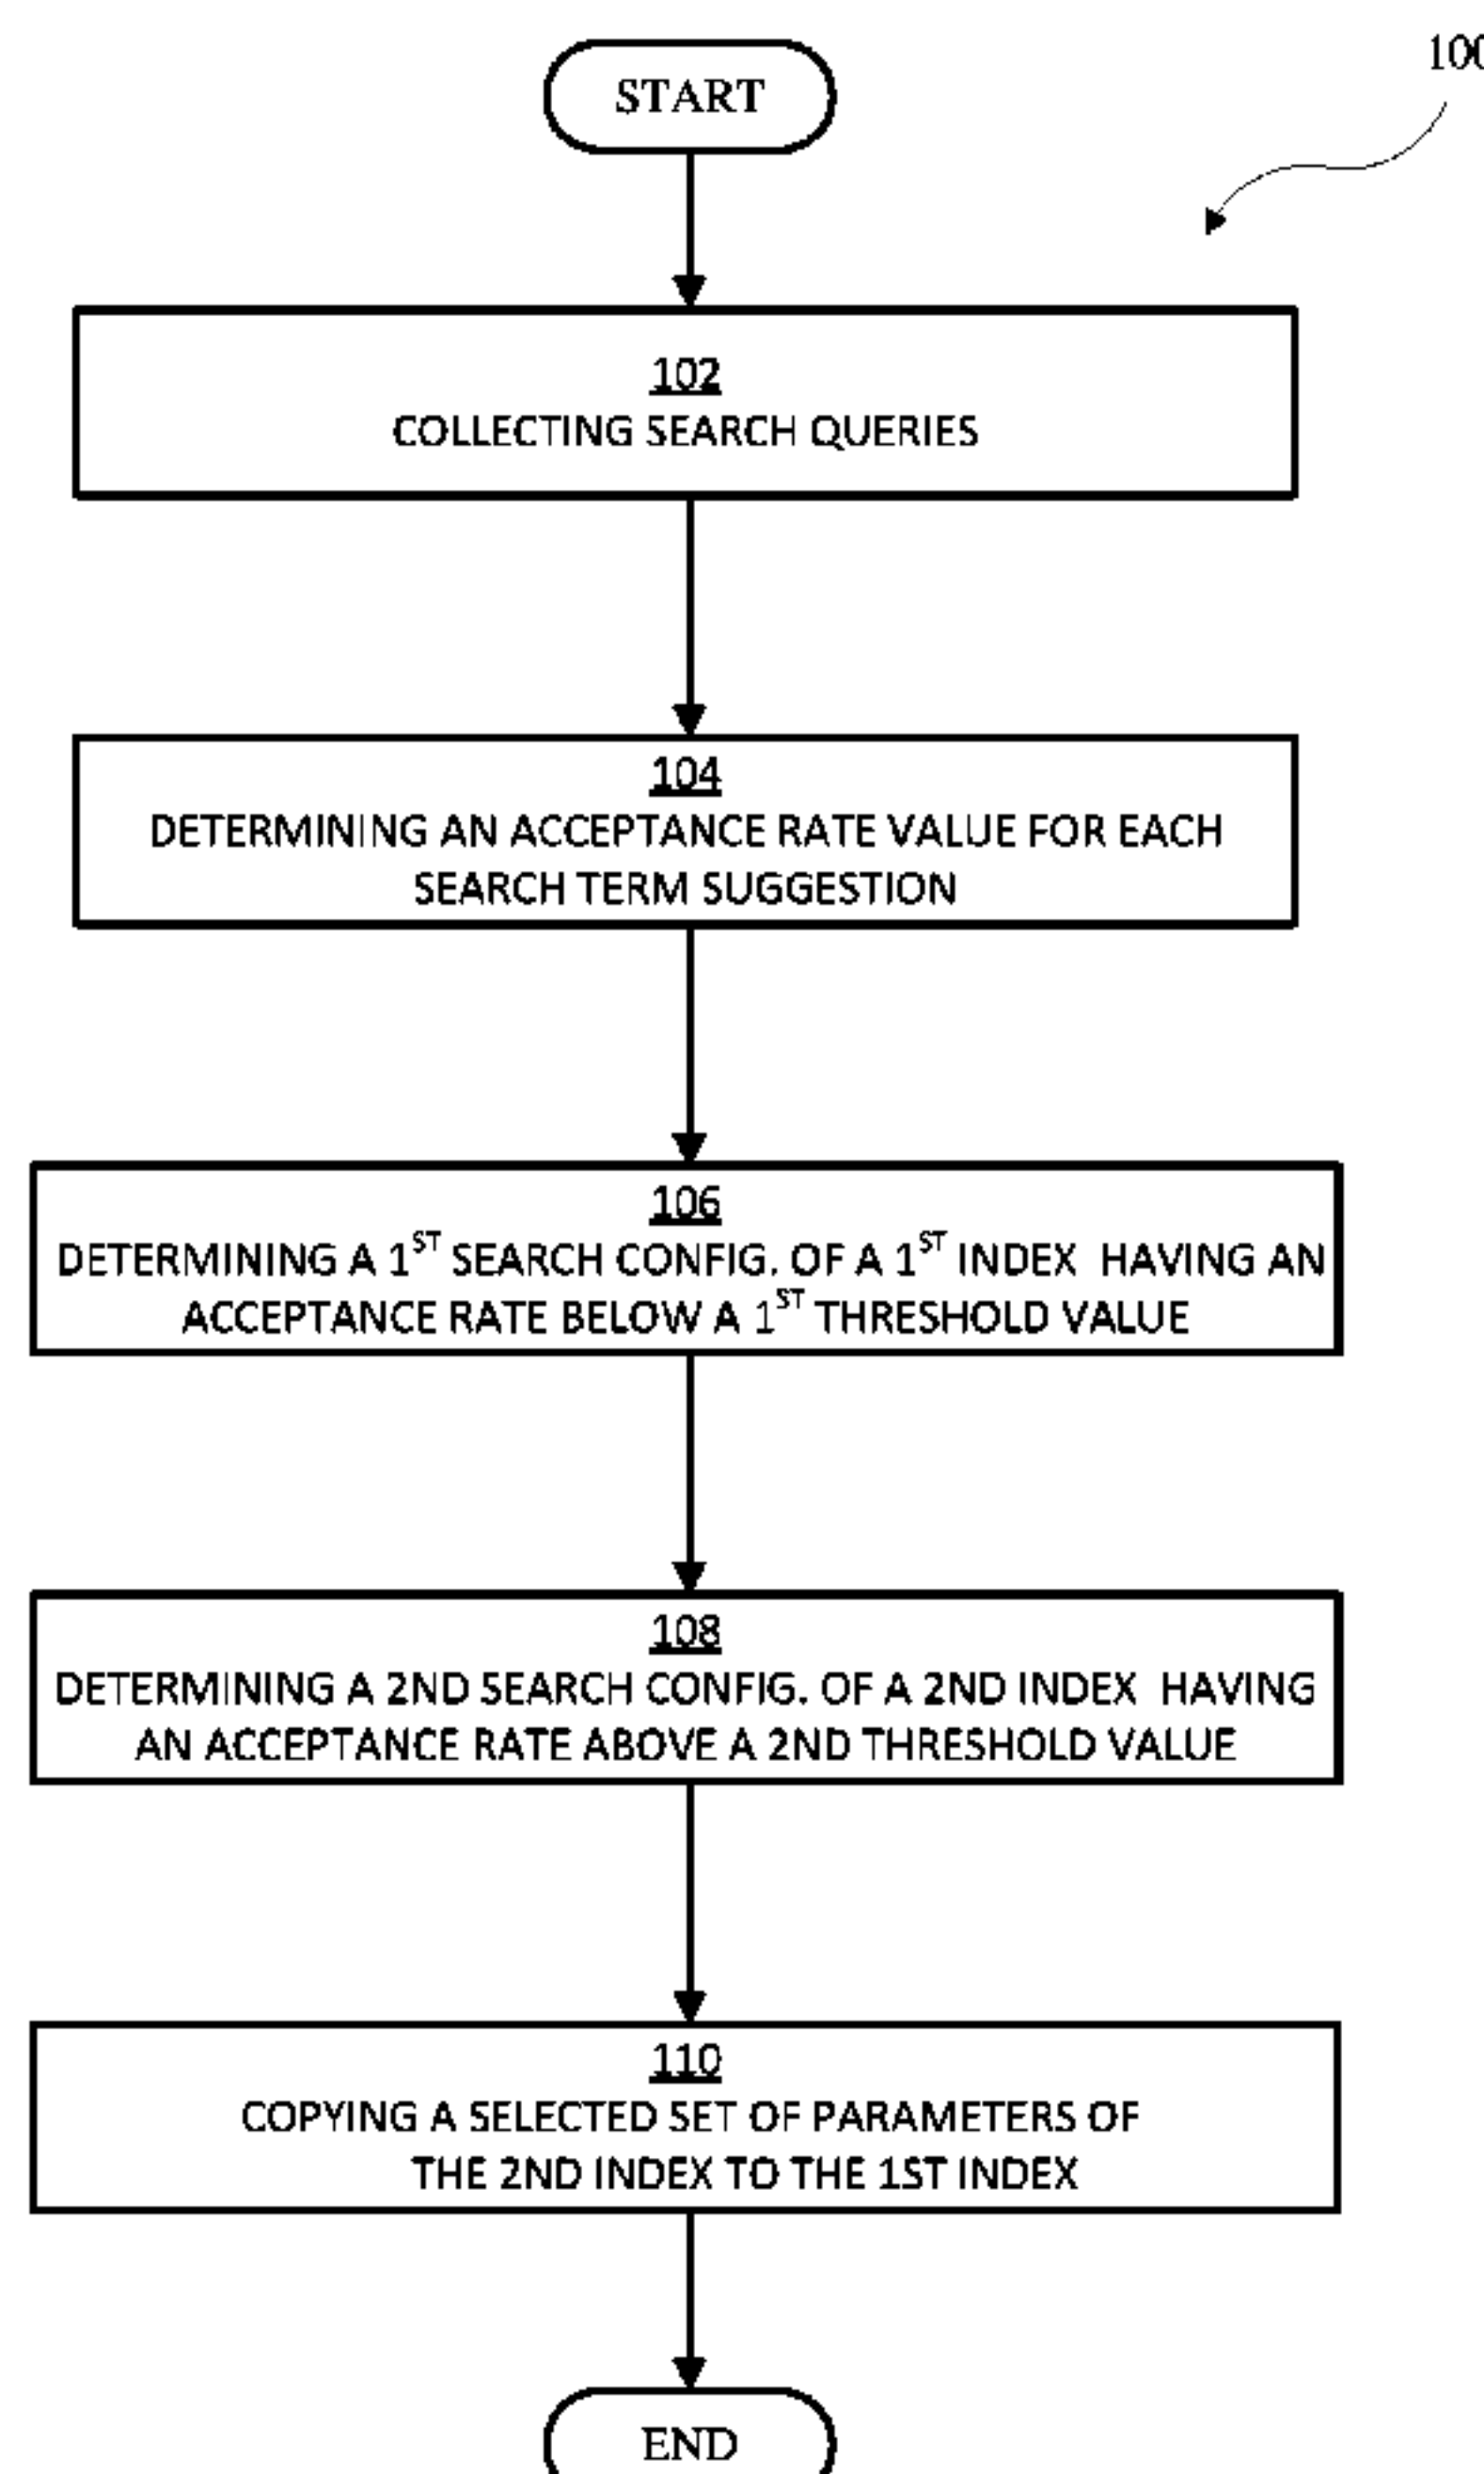 START
100
102
COLLECTING SEARCH QUERIES
104
DETERMINING AN ACCEPTANCE RATE VALUE FOR EACH
SEARCH TERM SUGGESTION
106
DETERMINING A 1ST SEARCH CONFIG. OF A 1ST INDEX HAVING AN
ACCEPTANCE RATE BELOW A 1ST THRESHOLD VALUE
108
DETERMINING A 2ND SEARCH CONFIG. OF A 2ND INDEX HAVING
AN ACCEPTANCE RATE ABOVE A 2ND THRESHOLD VALUE
110
COPYING A SELECTED SET OF PARAMETERS OF
THE 2ND INDEX TO THE 1ST INDEX
END